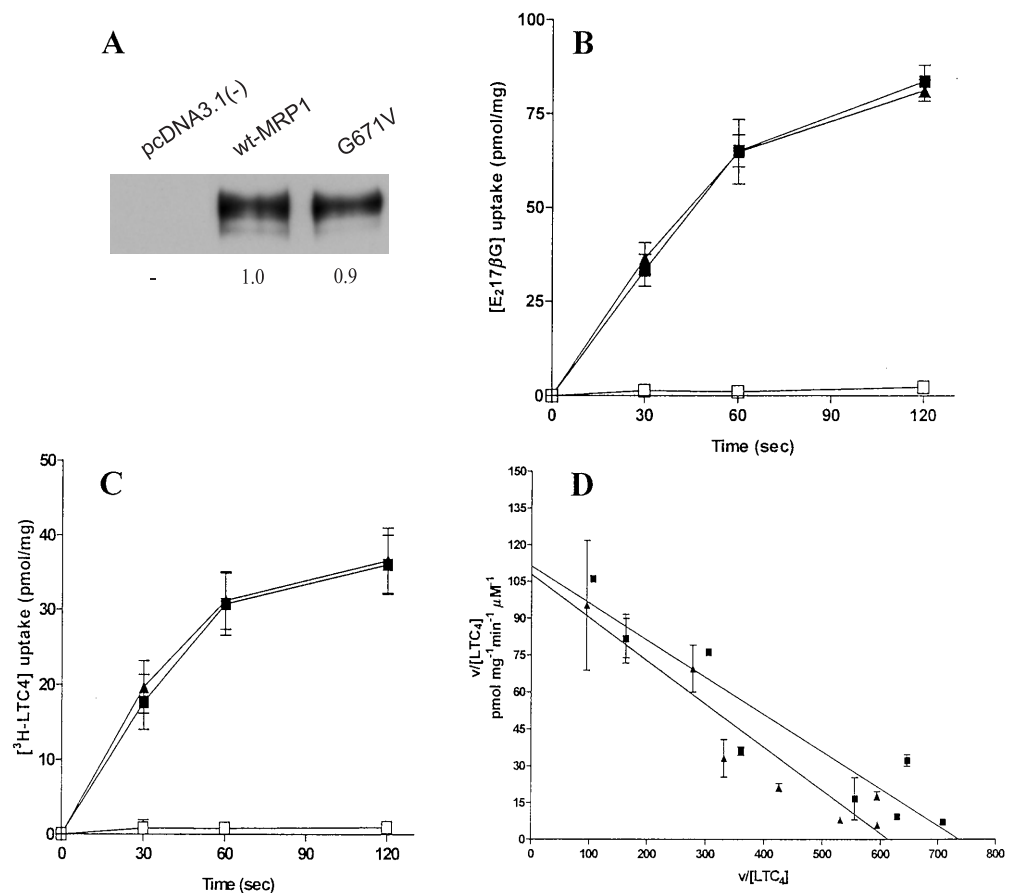 A
pcDNA3.1(-)
wt-MRP1
G671V
- 1.0 0.9
B
[E₂17βG] uptake (pmol/mg)
100
75
50
25
0
0 30 60 90 120
Time (sec)
C
[³H-LTC4] uptake (pmol/mg)
50
40
30
20
10
0
0 30 60 90 120
Time (sec)
D
v/[LTC₄]
pmol mg⁻¹min⁻¹ μM⁻¹
150
135
120
105
90
75
60
45
30
15
0
0 100 200 300 400 500 600 700 800
v/[LTC₄]